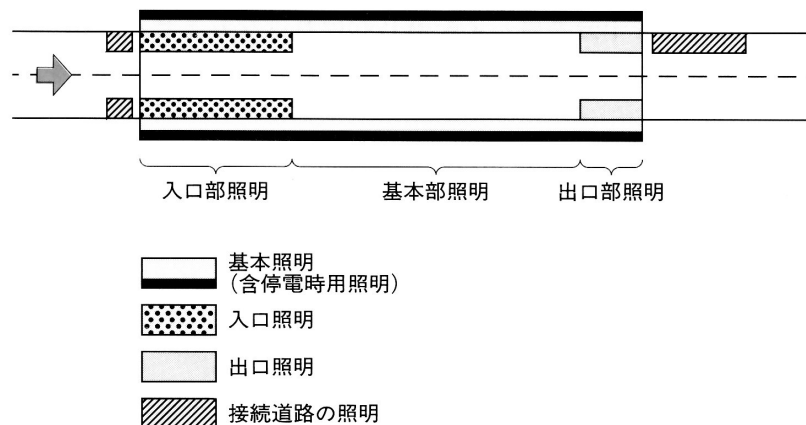 入口部照明
基本部照明
出口部照明
基本照明
(含停電時用照明)
入口照明
出口照明
接続道路の照明